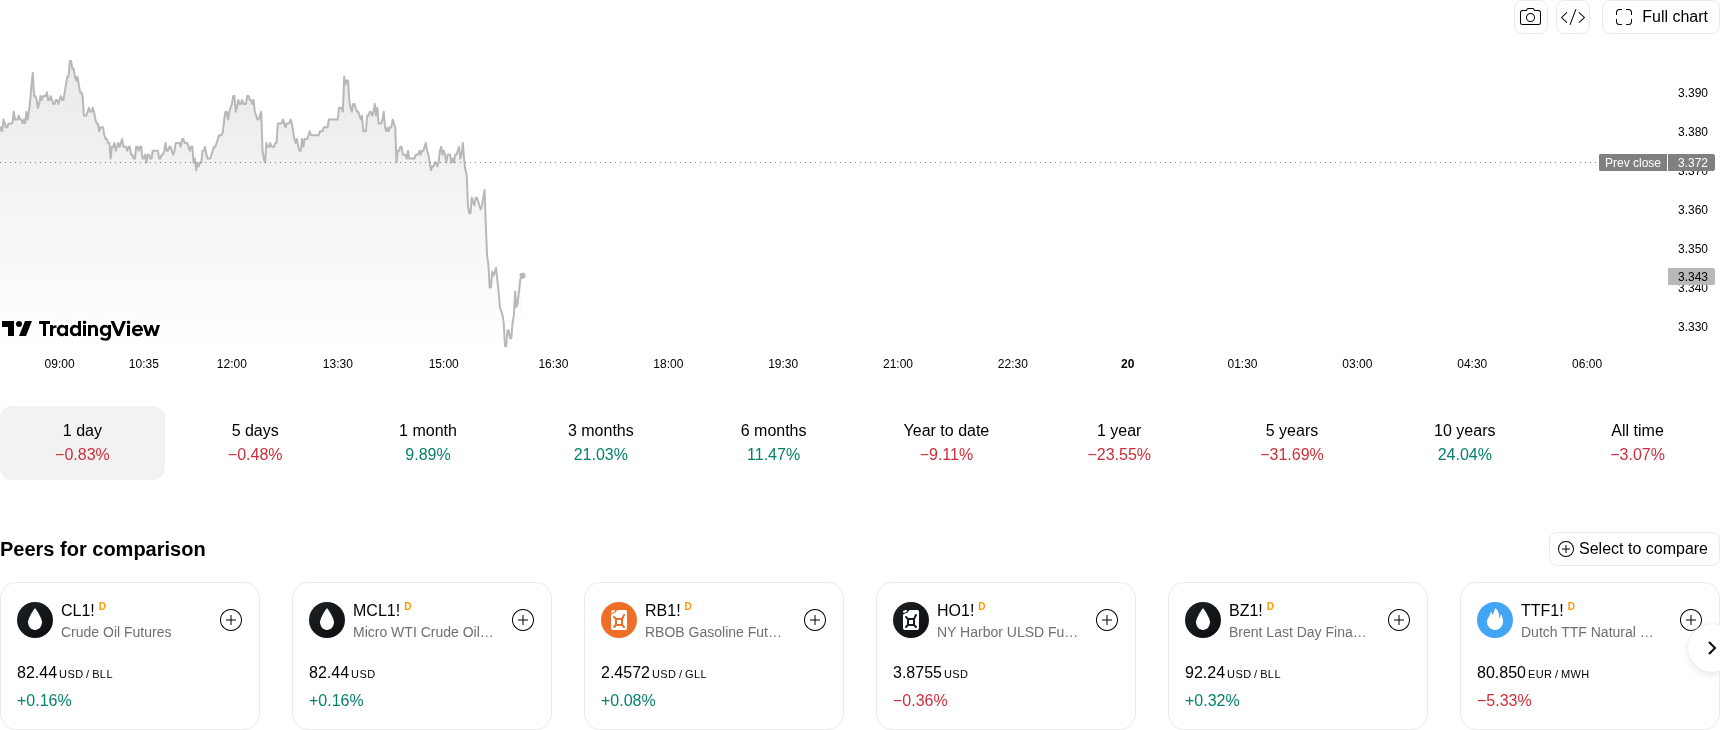 Full chart
3.390
3.380
Prev close 3.372
3.370
3.360
3.350
3.343
3.340
3.330
TradingView
09:00 10:35 12:00 13:30 15:00 16:30 18:00 19:30 21:00 22:30 20 01:30 03:00 04:30 06:00
1 day 5 days 1 month 3 months 6 months Year to date 1 year 5 years 10 years All time
−0.83% −0.48% 9.89% 21.03% 11.47% −9.11% −23.55% −31.69% 24.04% −3.07%
Peers for comparison
Select to compare
CL1! D
Crude Oil Futures
82.44 USD / BLL
+0.16%
MCL1! D
Micro WTI Crude Oil…
82.44 USD
+0.16%
RB1! D
RBOB Gasoline Fut…
2.4572 USD / GLL
+0.08%
HO1! D
NY Harbor ULSD Fu…
3.8755 USD
−0.36%
BZ1! D
Brent Last Day Fina…
92.24 USD / BLL
+0.32%
TTF1! D
Dutch TTF Natural …
80.850 EUR / MWH
−5.33%